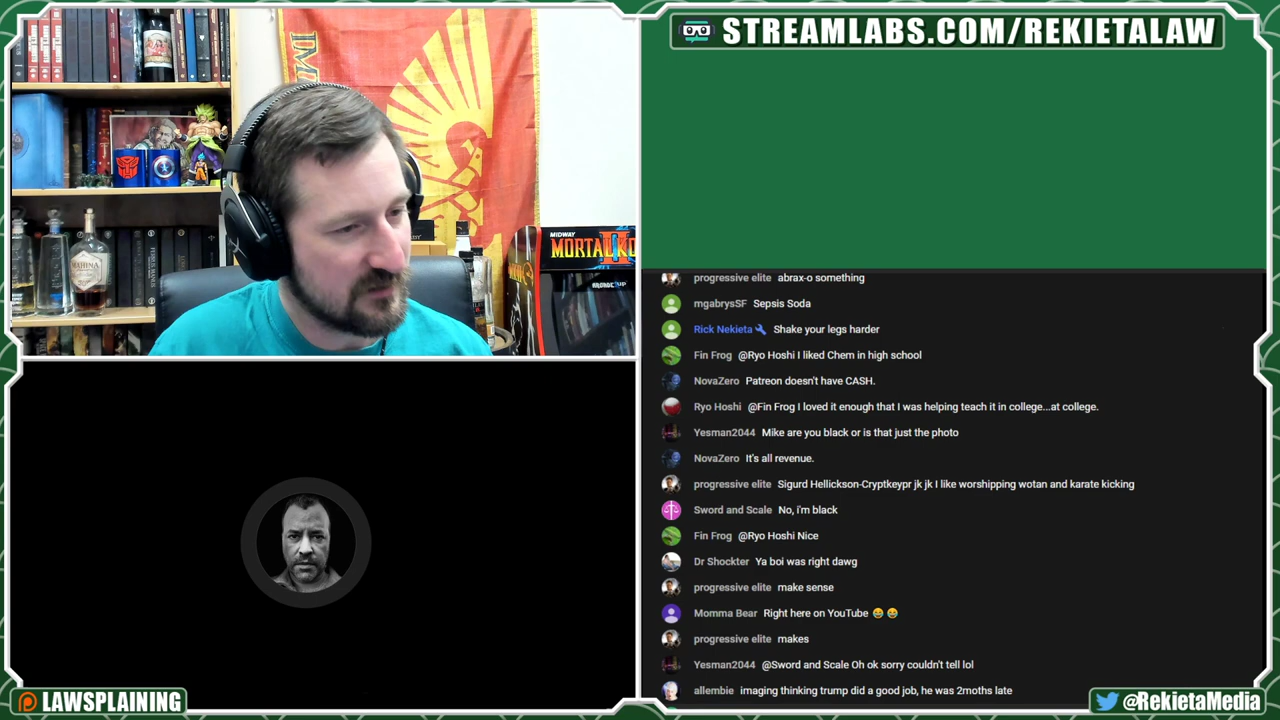 STREAMLABS.COM/REKIETALAW
MIDWAY
MORTAL KO
II
ARCADE1UP
MAHINA
progressive elite abrax-o something
mgabrysSF Sepsis Soda
Rick Nekieta Shake your legs harder
Fin Frog @Ryo Hoshi I liked Chem in high school
NovaZero Patreon doesn't have CASH.
Ryo Hoshi @Fin Frog I loved it enough that I was helping teach it in college...at college.
Yesman2044 Mike are you black or is that just the photo
NovaZero It's all revenue.
progressive elite Sigurd Hellickson-Cryptkeypr jk jk I like worshipping wotan and karate kicking
Sword and Scale No, i'm black
Fin Frog @Ryo Hoshi Nice
Dr Shockter Ya boi was right dawg
progressive elite make sense
Momma Bear Right here on YouTube 😂 😂
progressive elite makes
Yesman2044 @Sword and Scale Oh ok sorry couldn't tell lol
allembie imaging thinking trump did a good job, he was 2moths late
LAWSPLAINING
@RekietaMedia